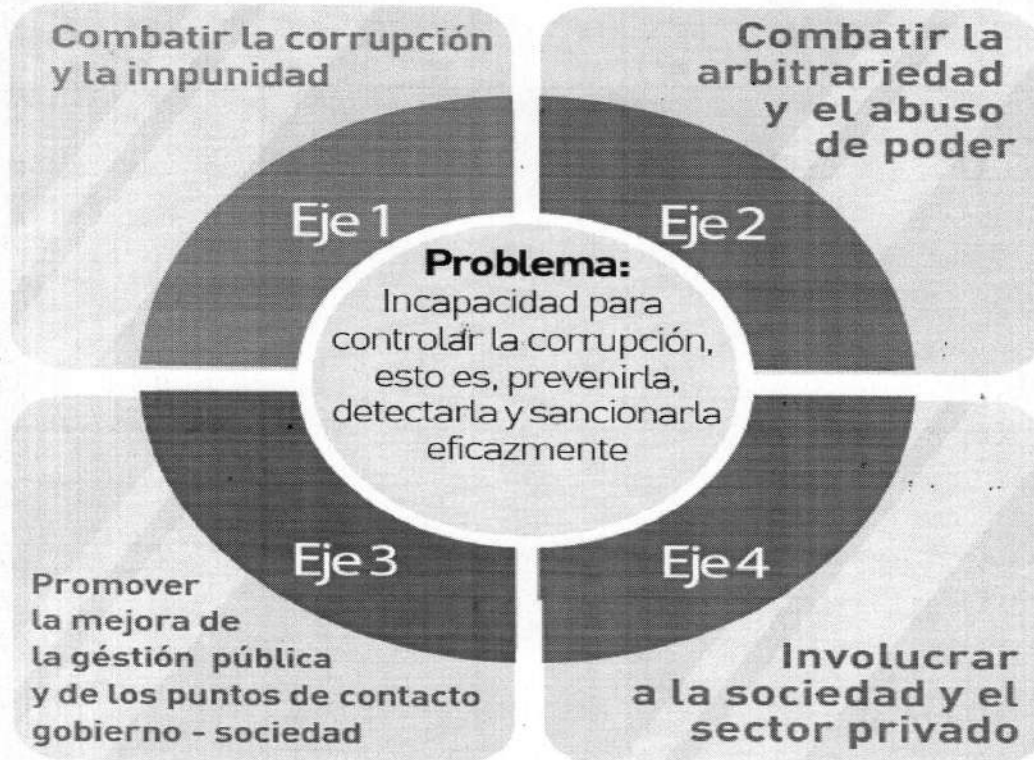 Combatir la corrupción
y la impunidad
Combatir la
arbitrariedad
y el abuso
de poder
Eje 1
Eje 2
Problema:
Incapacidad para
controlar la corrupción,
esto es, prevenirla,
detectarla y sancionarla
eficazmente
Eje 3
Eje 4
Promover
la mejora de
la géstión pública
y de los puntos de contacto
gobierno - sociedad
Involucrar
a la sociedad y el
sector privado